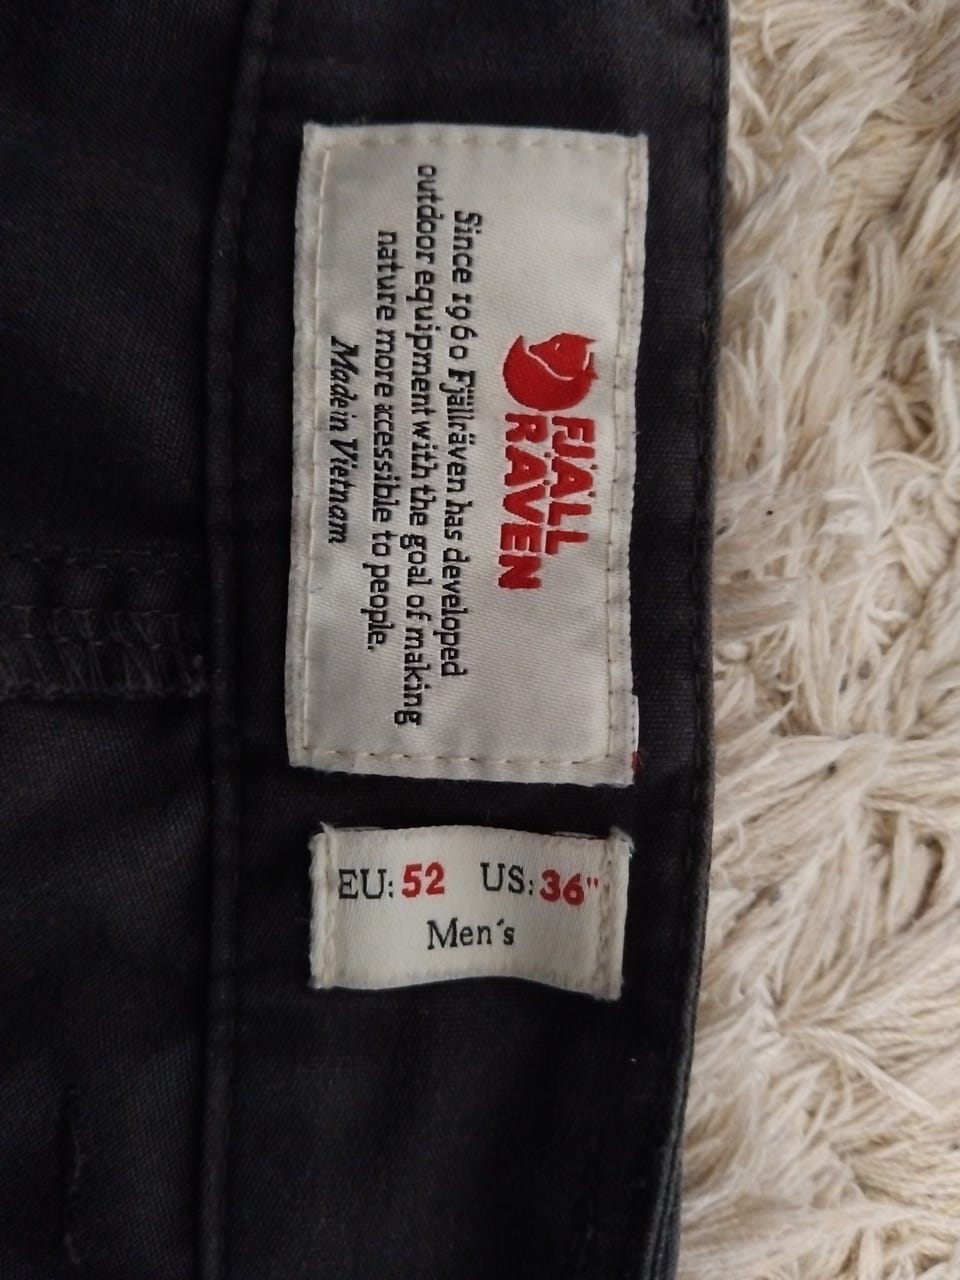 FJÄLL
RÄVEN
Since 1960 Fjällräven has developed
outdoor equipment with the goal of making
nature more accessible to people.
Made in Vietnam
EU: 52 US: 36"
Men´s